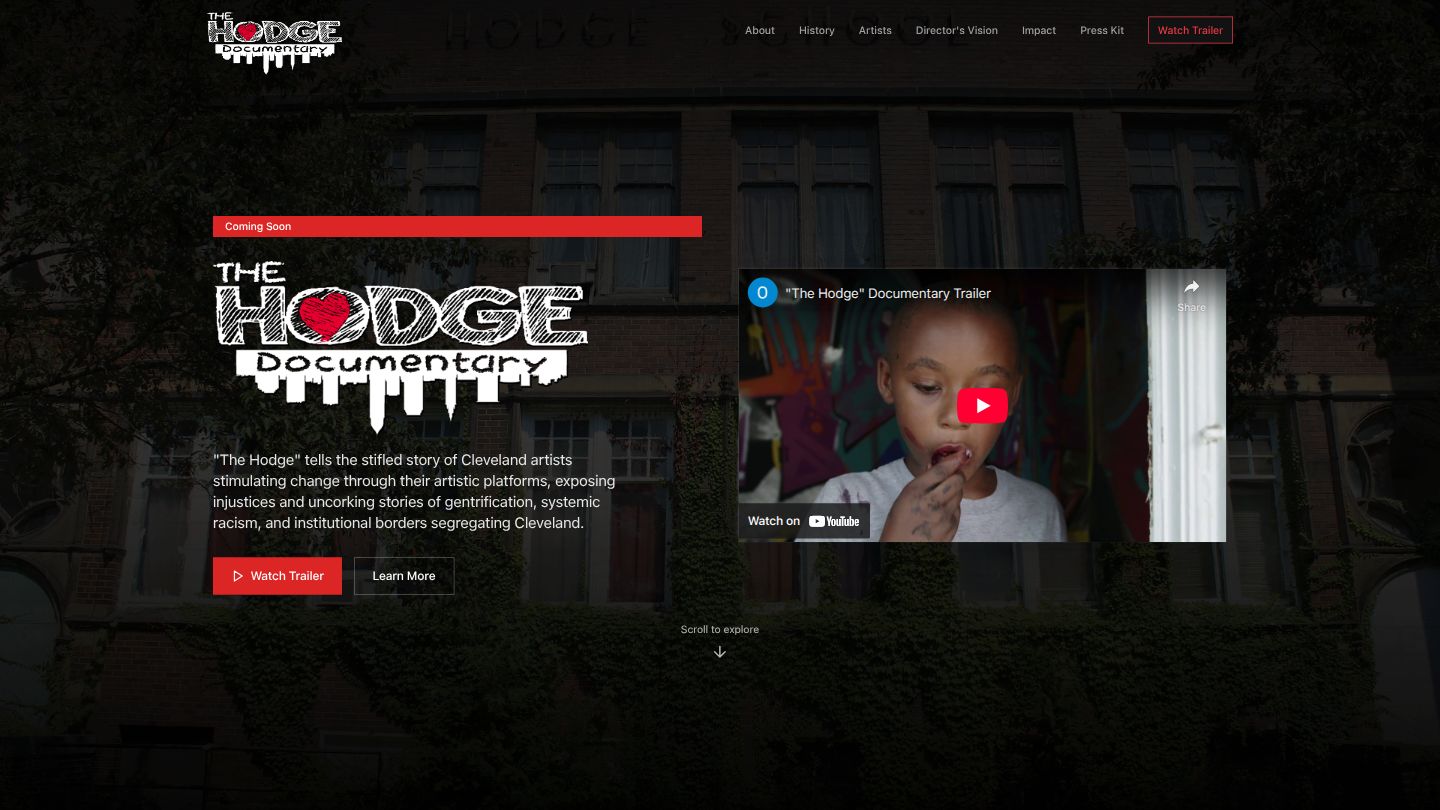 THE
HODGE
Documentary
About
History
Artists
Director's Vision
Impact
Press Kit
Watch Trailer
HODGE
Coming Soon
THE
HODGE
Documentary
"The Hodge" tells the stifled story of Cleveland artists
stimulating change through their artistic platforms, exposing
injustices and uncorking stories of gentrification, systemic
racism, and institutional borders segregating Cleveland.
Watch Trailer
Learn More
O
"The Hodge" Documentary Trailer
Share
Watch on YouTube
Scroll to explore